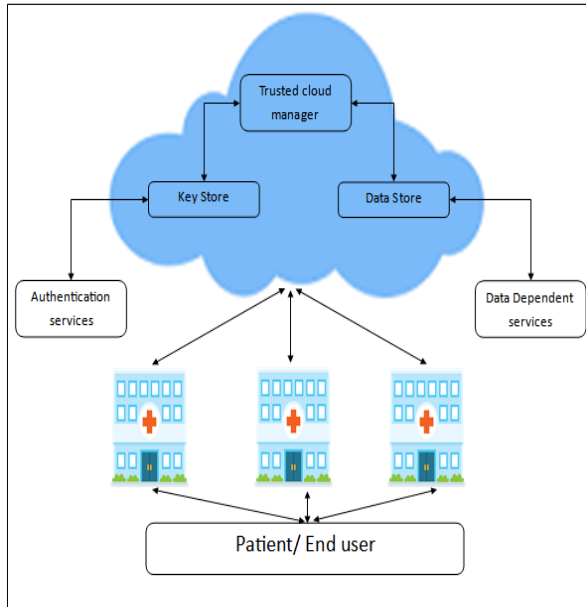 Trusted cloud
manager
Key Store
Data Store
Authentication
services
Data Dependent
services
Patient/ End user